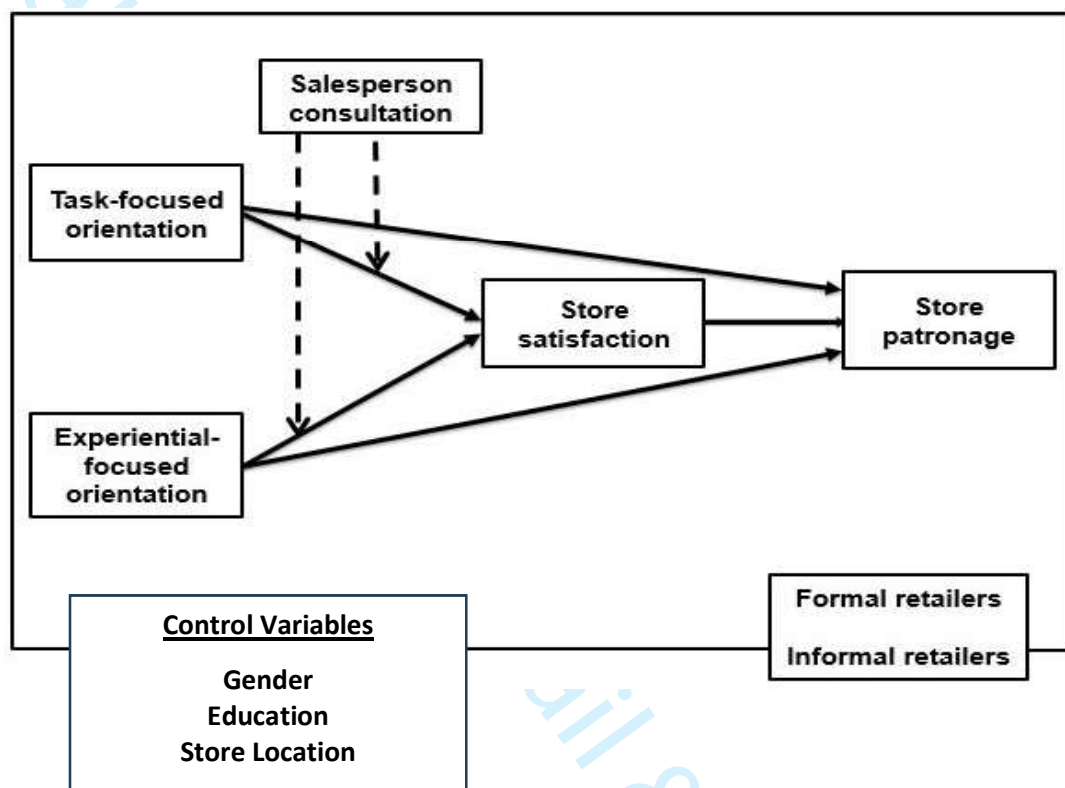 Salesperson
consultation
Task-focused
orientation
Store
satisfaction
Store
patronage
Experiential-
focused
orientation
Formal retailers
Informal retailers
Control Variables
Gender
Education
Store Location